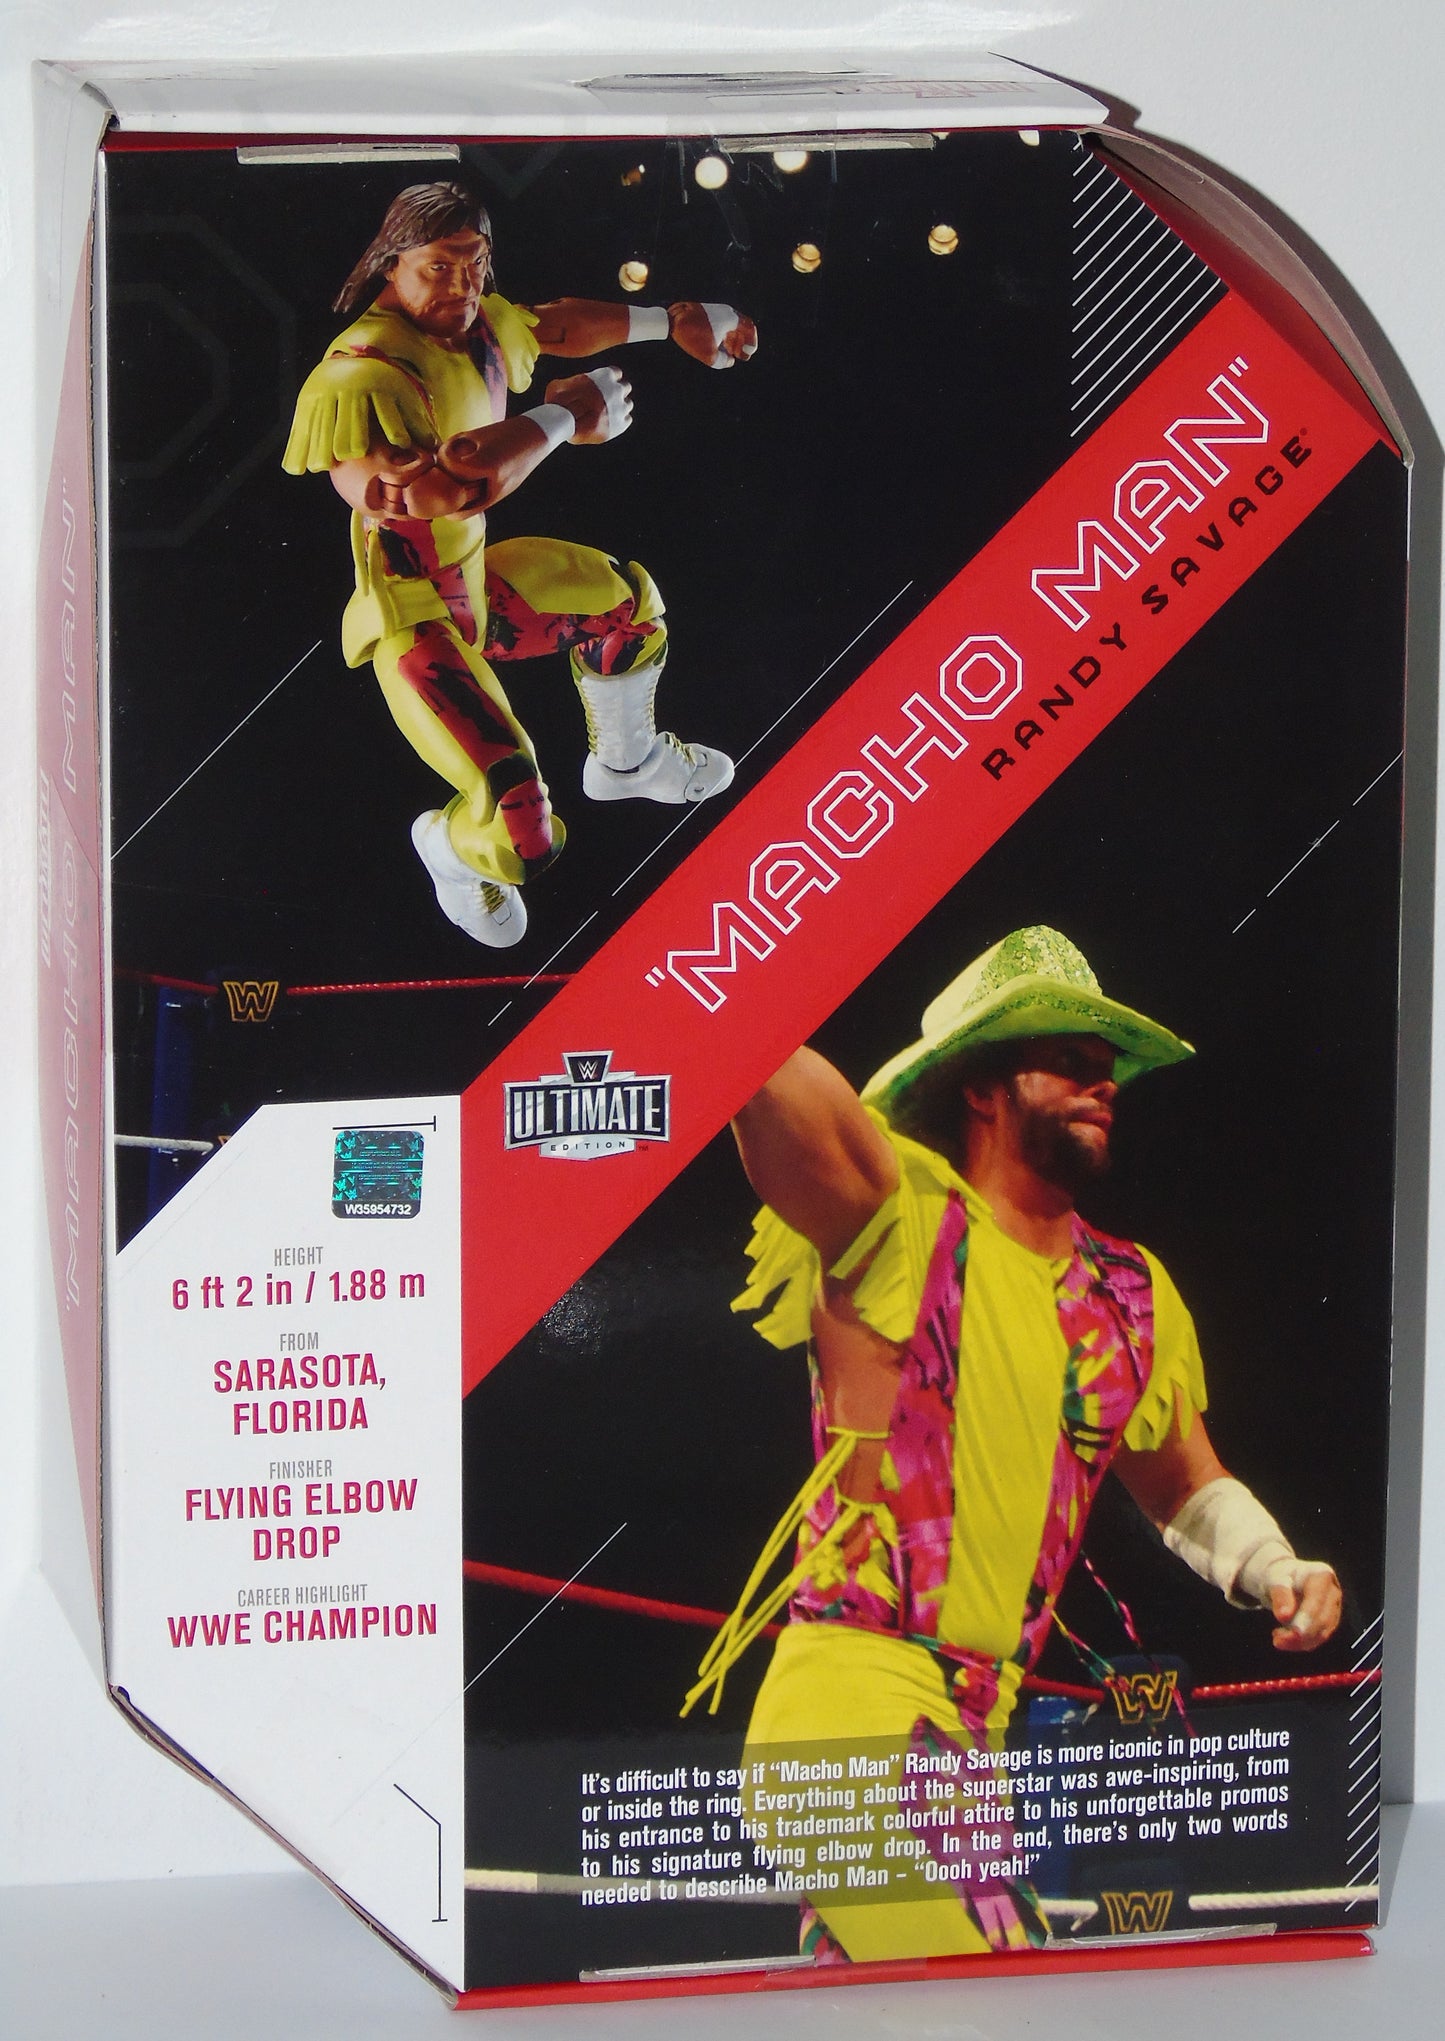 "MACHO MAN"
RANDY SAVAGE
"MACHO MAN"
W
ULTIMATE
EDITION™
W
W35954732
HEIGHT
6 ft 2 in / 1.88 m
FROM
SARASOTA,
FLORIDA
FINISHER
FLYING ELBOW
DROP
CAREER HIGHLIGHT
WWE CHAMPION
W
It's difficult to say if “Macho Man” Randy Savage is more iconic in pop culture
or inside the ring. Everything about the superstar was awe-inspiring, from
his entrance to his trademark colorful attire to his unforgettable promos
to his signature flying elbow drop. In the end, there's only two words
needed to describe Macho Man – “Oooh yeah!”
W